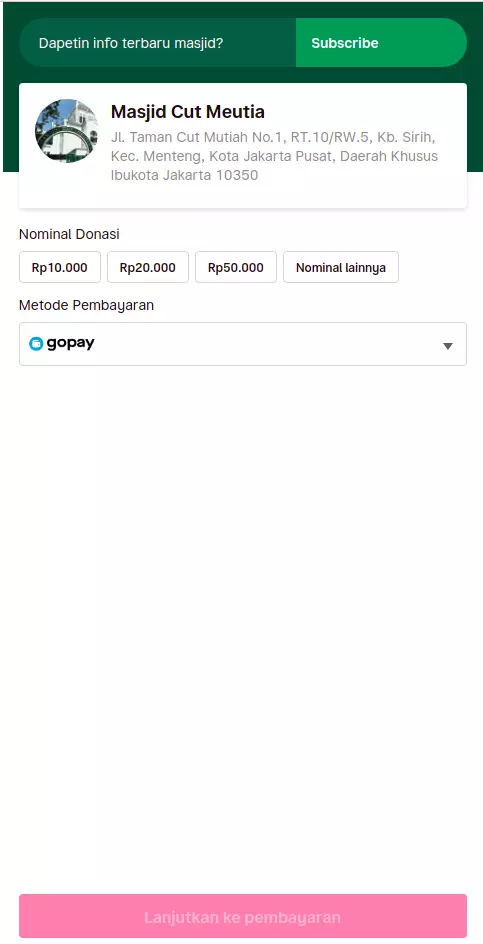 Dapetin info terbaru masjid?
Subscribe
Masjid Cut Meutia
Jl. Taman Cut Mutiah No.1, RT.10/RW.5, Kb. Sirih,
Kec. Menteng, Kota Jakarta Pusat, Daerah Khusus
Ibukota Jakarta 10350
Nominal Donasi
Rp10.000
Rp20.000
Rp50.000
Nominal lainnya
Metode Pembayaran
gopay
Lanjutkan ke pembayaran